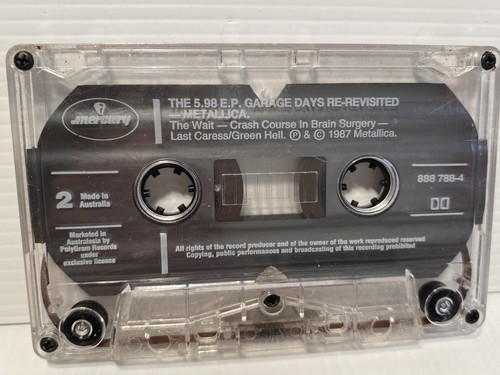 THE 5.98 E.P. GARAGE DAYS RE-REVISITED
— METALLICA.
The Wait — Crash Course In Brain Surgery —
Last Caress/Green Hell. ℗ & © 1987 Metallica.
mercury
888 788-4
2
Made in
Australia
Marketed in
Australasia by
PolyGram Records
under
exclusive license
All rights of the record producer and of the owner of the work reproduced reserved
Copying, public performances and broadcasting of this recording prohibited